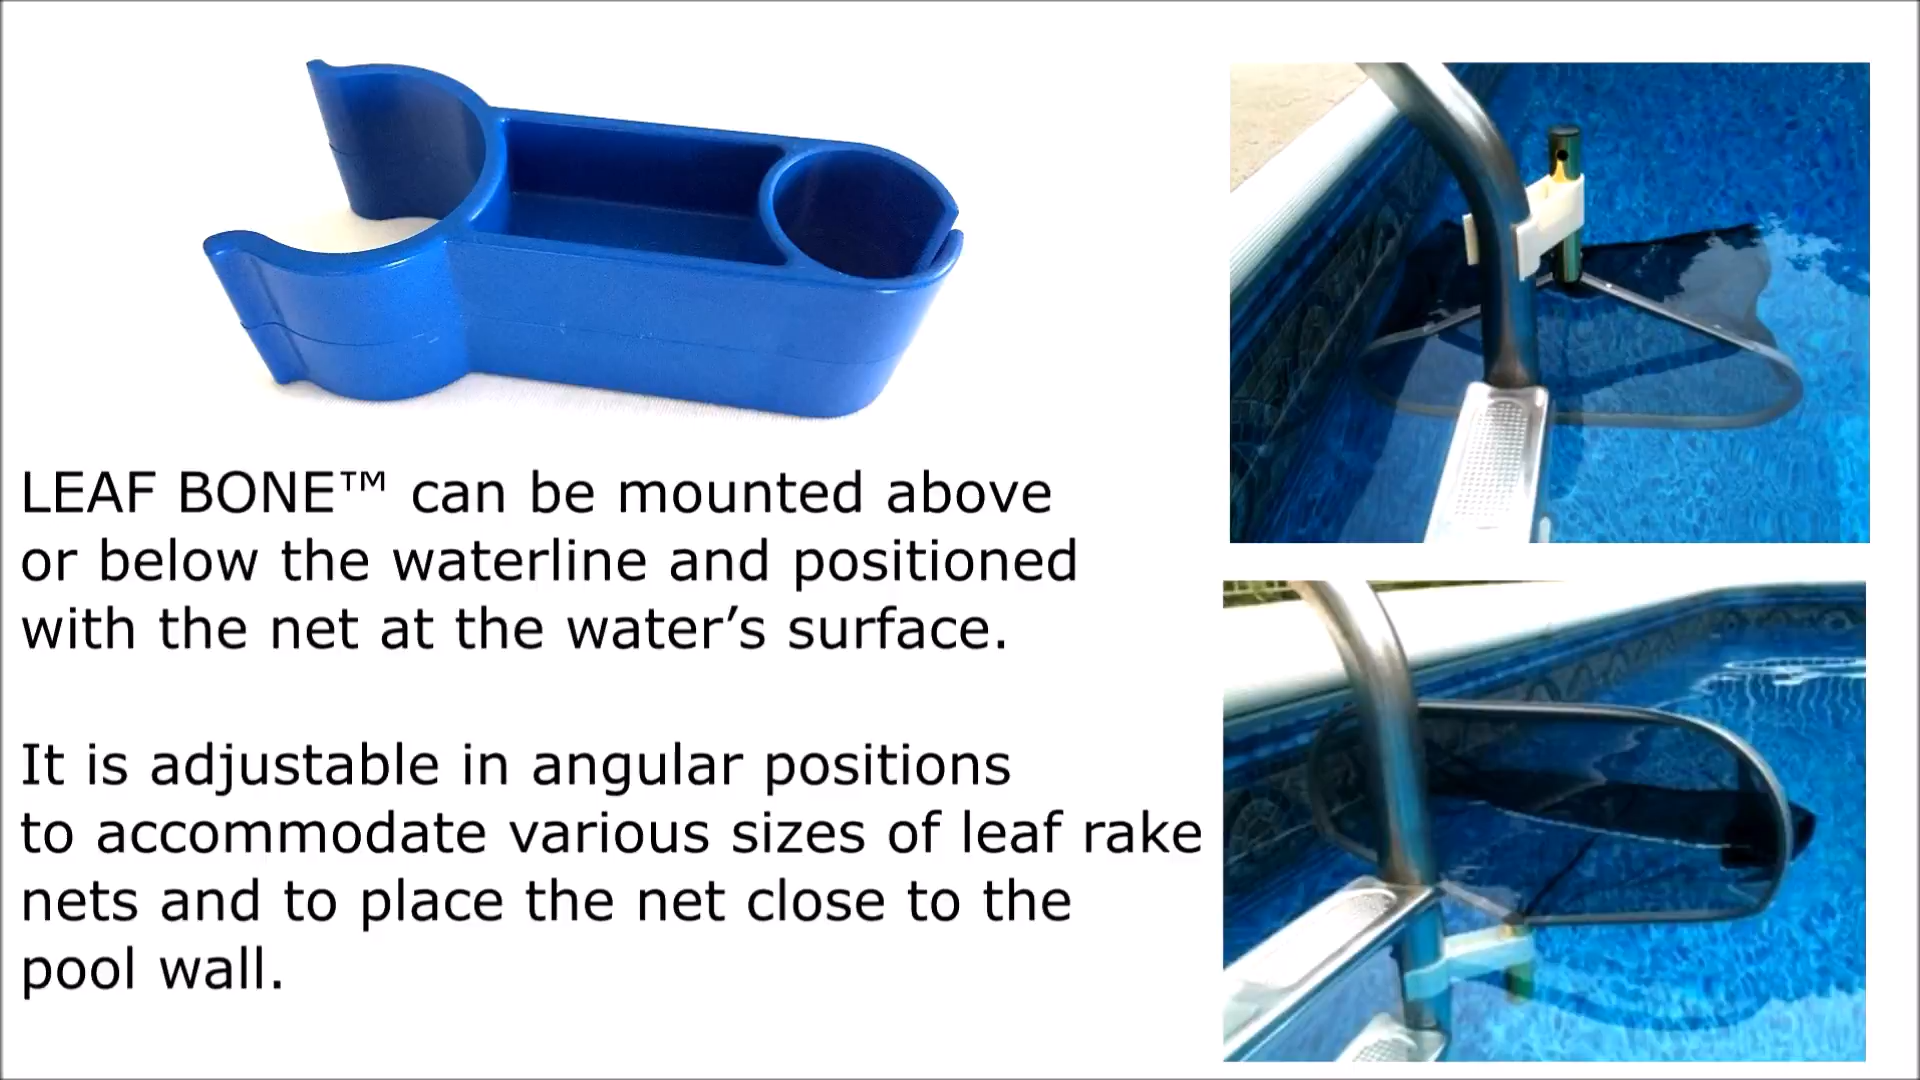 LEAF BONE™ can be mounted above
or below the waterline and positioned
with the net at the water’s surface.
It is adjustable in angular positions
to accommodate various sizes of leaf rake
nets and to place the net close to the
pool wall.